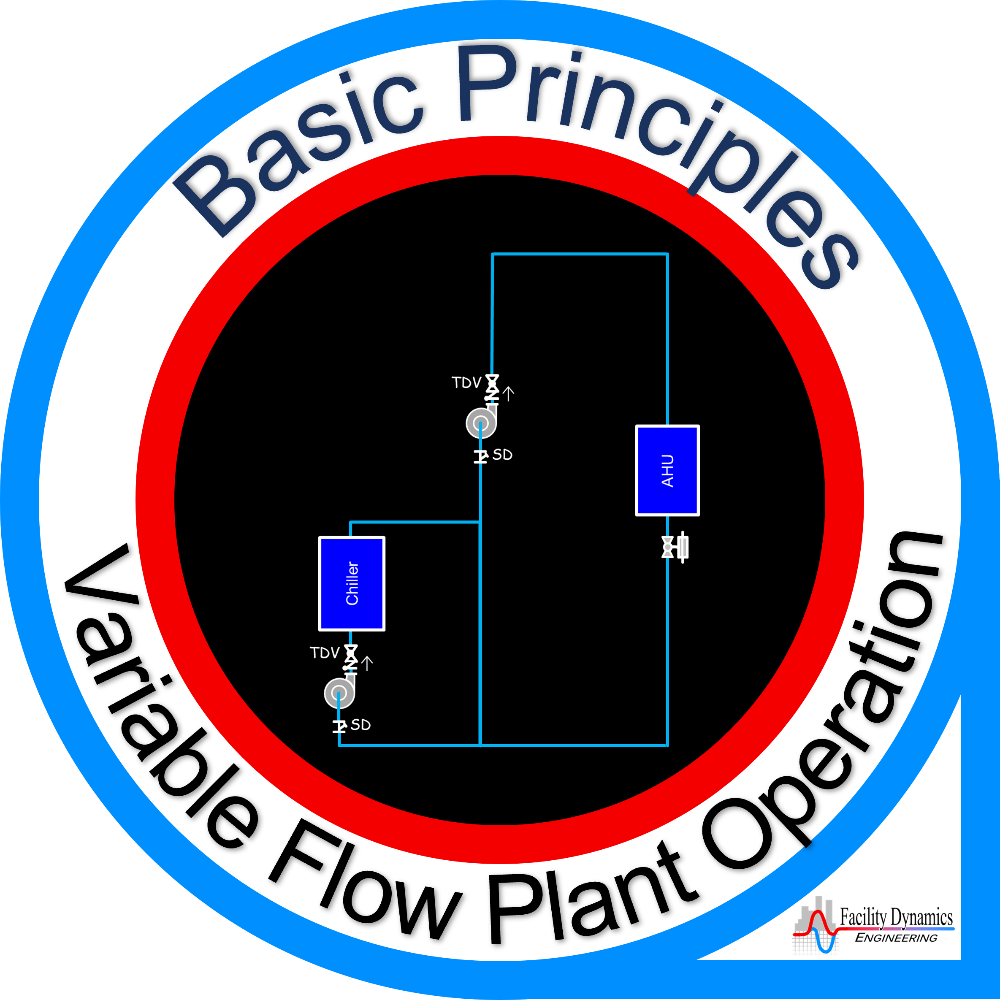 Basic Principles
TDV
SD
AHU
Chiller
TDV
SD
Variable Flow Plant Operation
Facility Dynamics
ENGINEERING